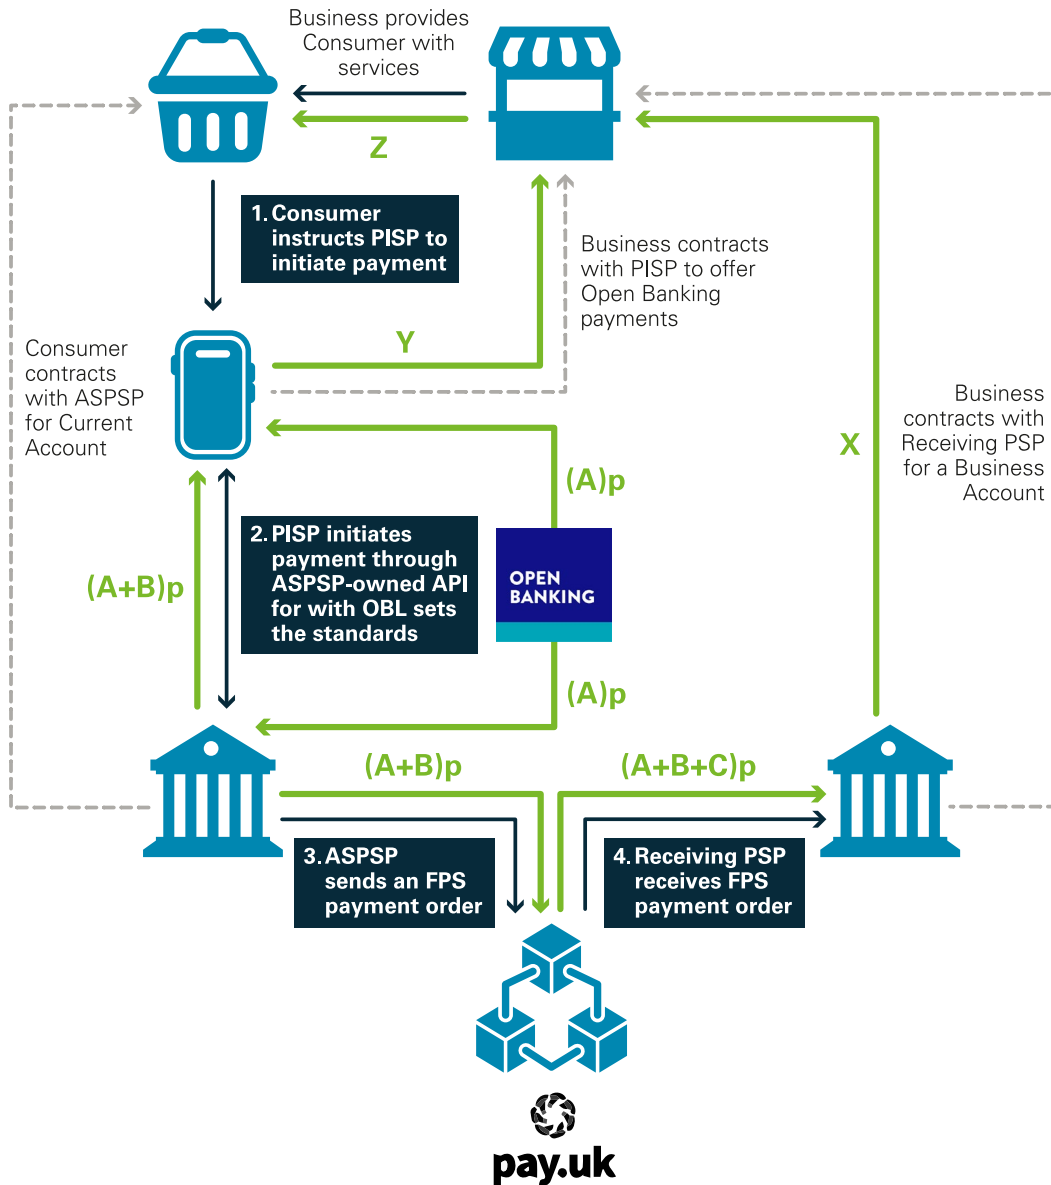 Business provides
Consumer with
services
Z
1. Consumer
instructs PISP to
initiate payment
Business contracts
with PISP to offer
Open Banking
payments
Y
Consumer
contracts
with ASPSP
for Current
Account
Business
contracts with
Receiving PSP
for a Business
Account
X
(A)p
2. PISP initiates
payment through
ASPSP-owned API
for with OBL sets
the standards
OPEN
BANKING
(A+B)p
(A)p
(A+B)p
(A+B+C)p
3. ASPSP
sends an FPS
payment order
4. Receiving PSP
receives FPS
payment order
pay.uk